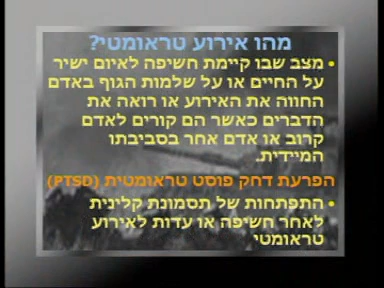 מהו אירוע טראומטי?
• מצב שבו קיימת חשיפה לאיום ישיר
על החיים או על שלמות הגוף באדם
החווה את האירוע או רואה את
הדברים כאשר הם קורים לאדם
קרוב או אדם אחר בסביבתו
המיידית.
הפרעת דחק פוסט טראומטית (PTSD)
• התפתחות של תסמונת קלינית
לאחר חשיפה או עדות לאירוע
טראומטי